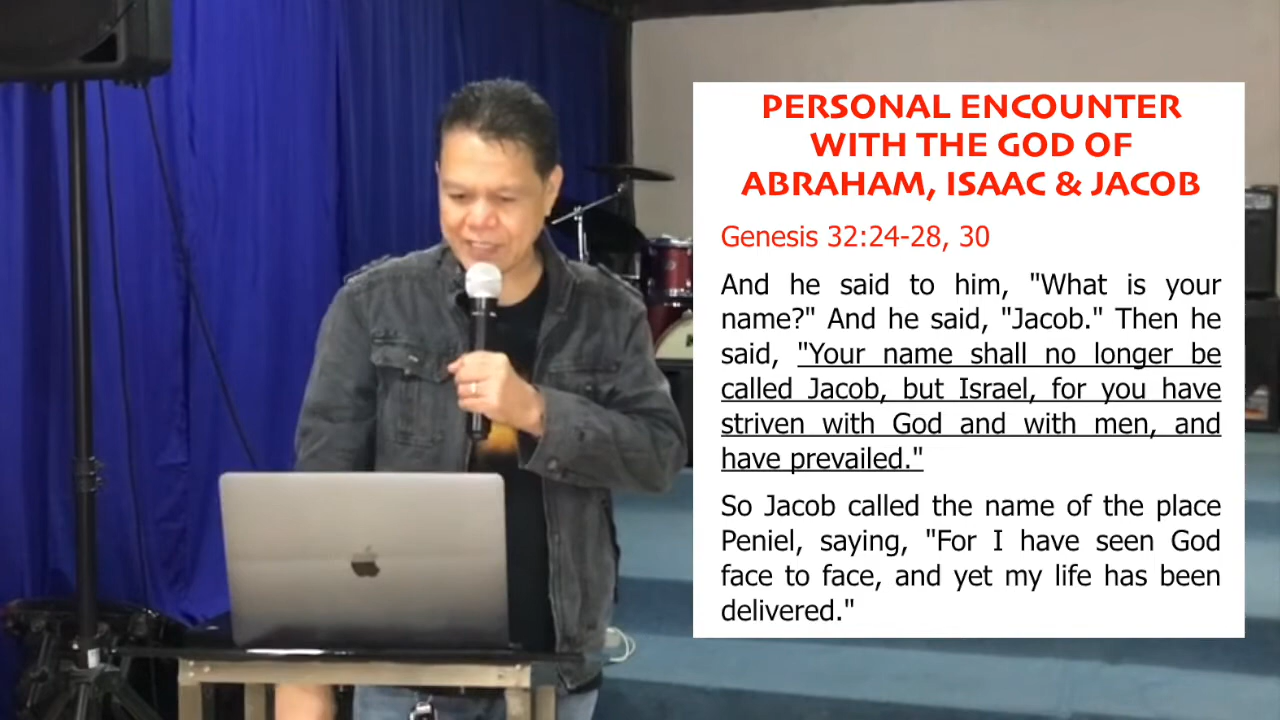 PERSONAL ENCOUNTER
WITH THE GOD OF
ABRAHAM, ISAAC & JACOB
Genesis 32:24-28, 30
And he said to him, "What is your
name?" And he said, "Jacob." Then he
said, "Your name shall no longer be
called Jacob, but Israel, for you have
striven with God and with men, and
have prevailed."
So Jacob called the name of the place
Peniel, saying, "For I have seen God
face to face, and yet my life has been
delivered."